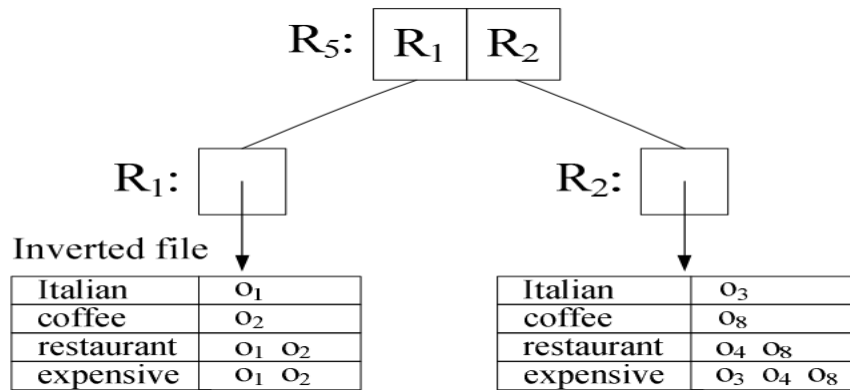 R₅: R₁ R₂
R₁: R₂:
Inverted file
Italian o₁
coffee o₂
restaurant o₁ o₂
expensive o₁ o₂
Italian o₃
coffee o₈
restaurant o₄ o₈
expensive o₃ o₄ o₈